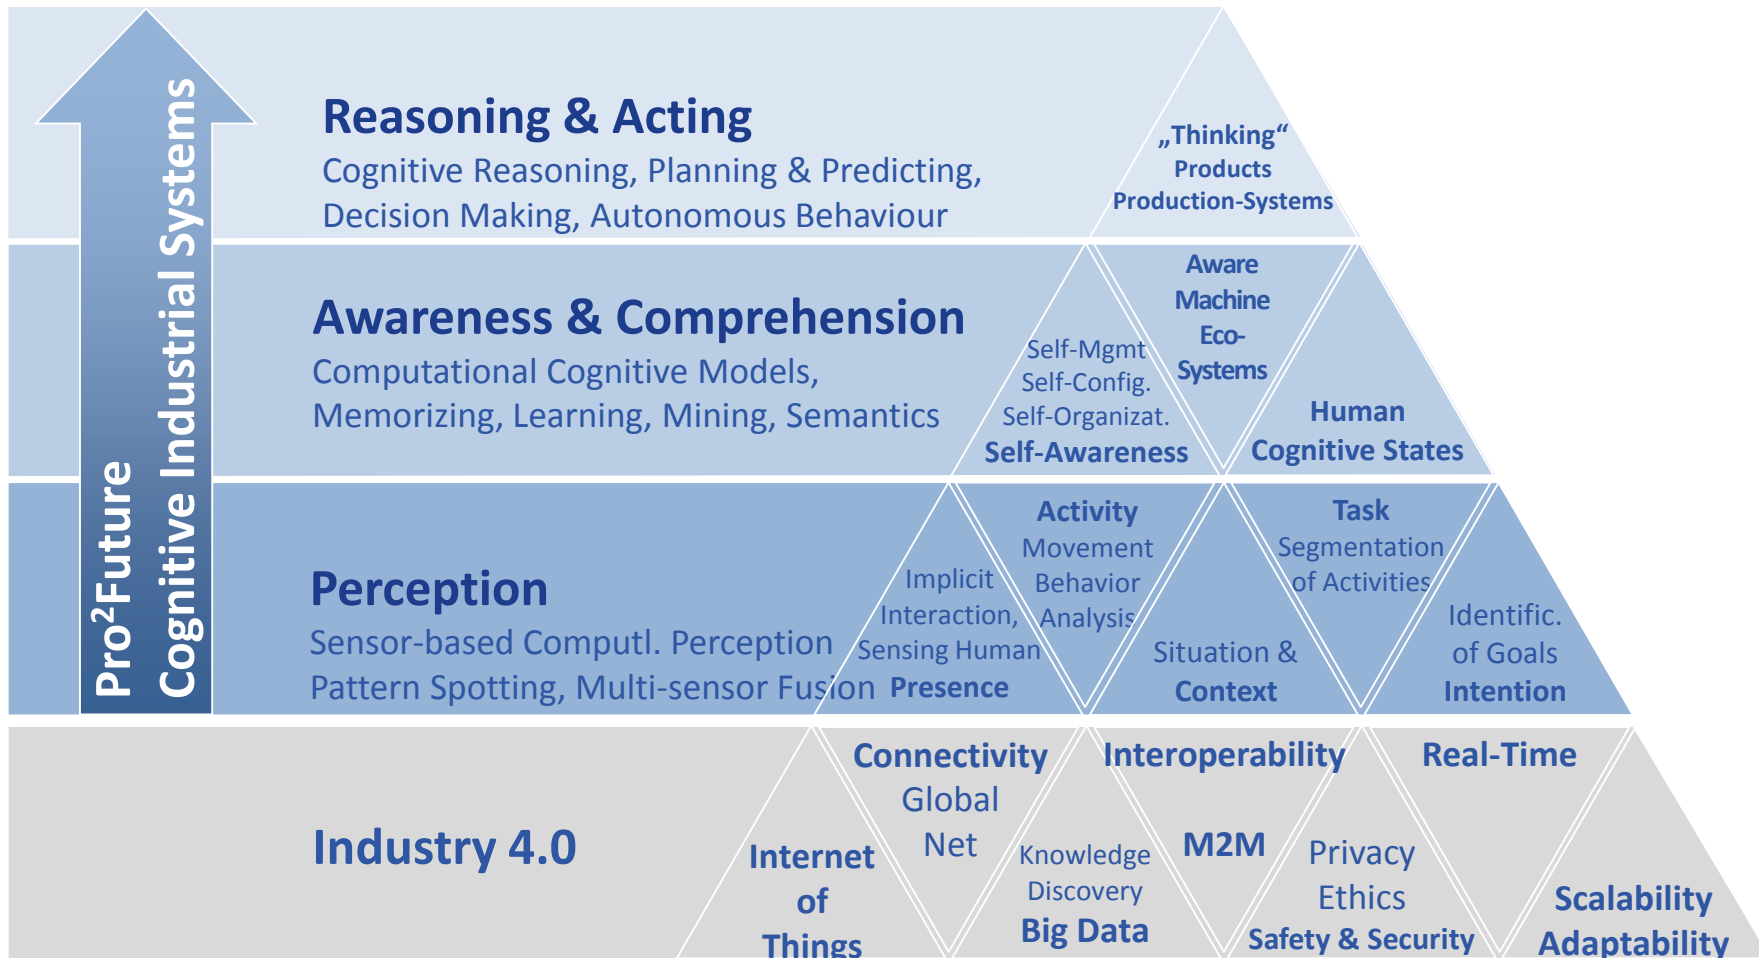 Pro²Future
Cognitive Industrial Systems
Reasoning & Acting
Cognitive Reasoning, Planning & Predicting,
Decision Making, Autonomous Behaviour
„Thinking“
Products
Production-Systems
Awareness & Comprehension
Computational Cognitive Models,
Memorizing, Learning, Mining, Semantics
Self-Mgmt
Self-Config.
Self-Organizat.
Self-Awareness
Aware
Machine
Eco-
Systems
Human
Cognitive States
Perception
Sensor-based Computl. Perception
Pattern Spotting, Multi-sensor Fusion
Implicit
Interaction,
Sensing Human
Presence
Activity
Movement
Behavior
Analysis
Situation &
Context
Task
Segmentation
of Activities
Identific.
of Goals
Intention
Industry 4.0
Internet
of
Things
Connectivity
Global
Net
Knowledge
Discovery
Big Data
Interoperability
M2M
Privacy
Ethics
Safety & Security
Real-Time
Scalability
Adaptability